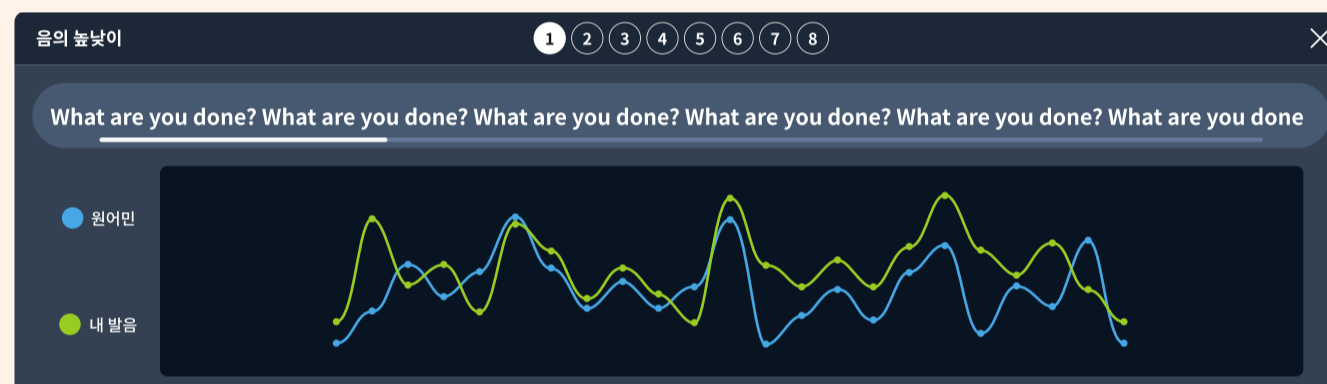 음의 높낮이
1 2 3 4 5 6 7 8
What are you done? What are you done? What are you done? What are you done? What are you done? What are you done
원어민
내 발음